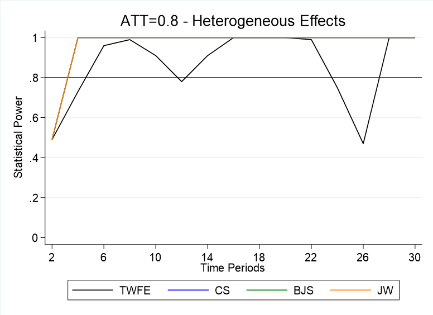 ATT=0.8 - Heterogeneous Effects
Statistical Power
1
.8
.6
.4
.2
0
2 6 10 14 18 22 26 30
Time Periods
TWFE CS BJS JW